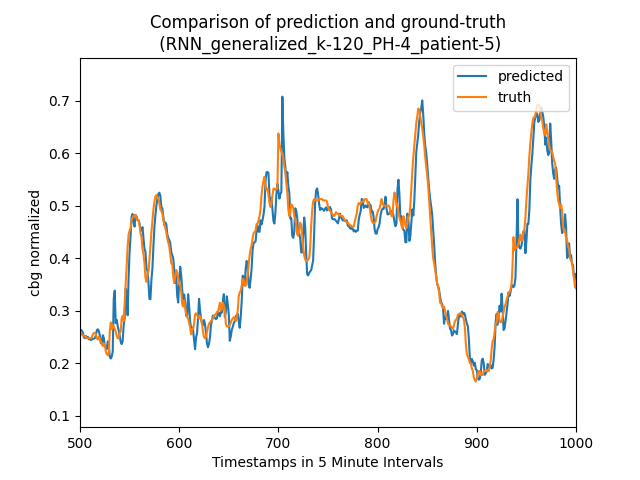 Comparison of prediction and ground-truth
(RNN_generalized_k-120_PH-4_patient-5)
predicted
truth
cbg normalized
0.7
0.6
0.5
0.4
0.3
0.2
0.1
500 600 700 800 900 1000
Timestamps in 5 Minute Intervals